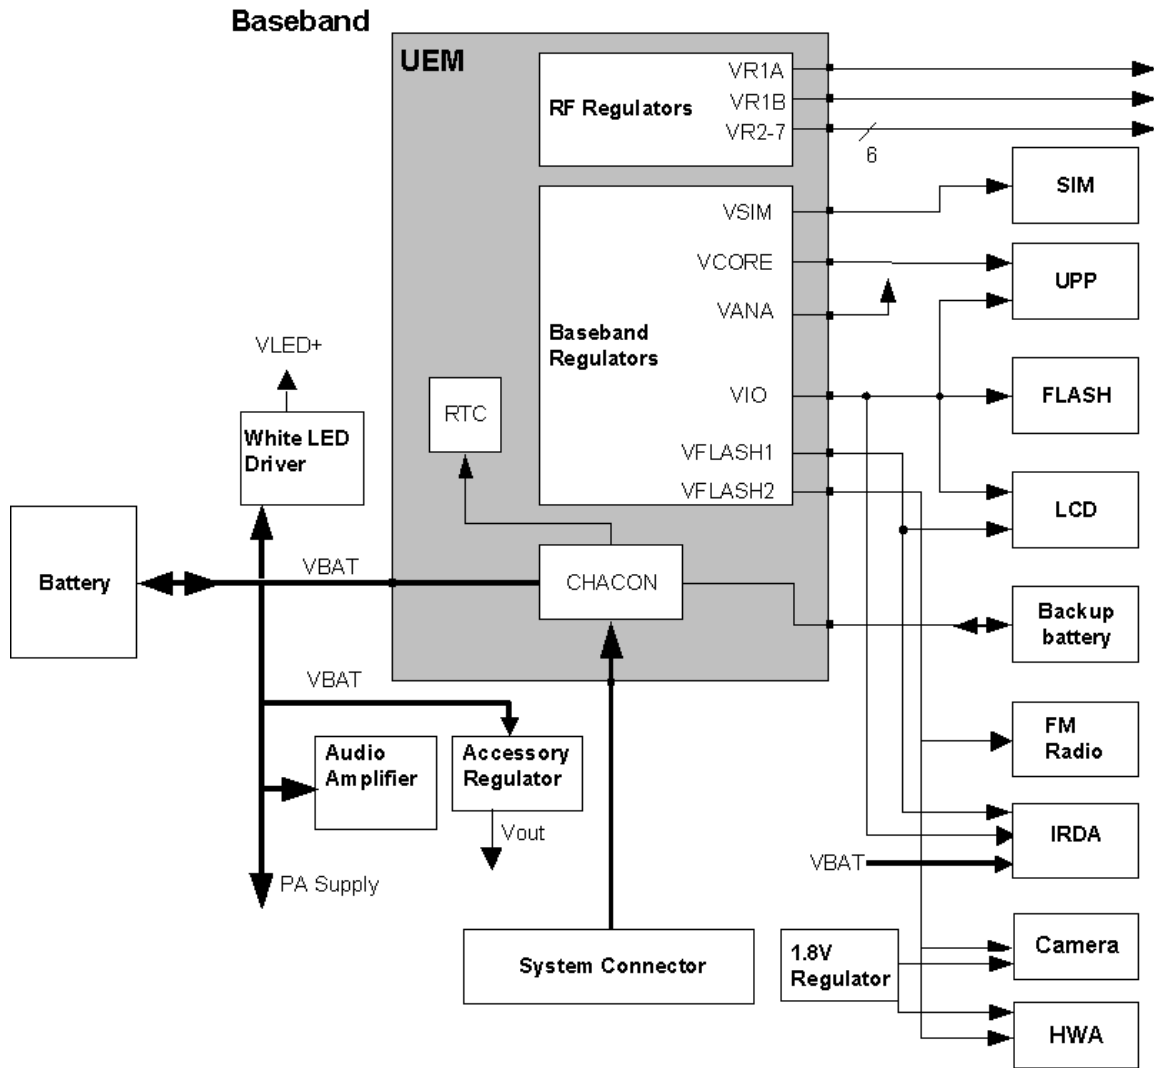 Baseband
UEM
RF Regulators
VR1A
VR1B
VR2-7
6
SIM
VSIM
VCORE
UPP
VANA
Baseband
Regulators
VLED+
VIO
FLASH
RTC
White LED
Driver
VFLASH1
VFLASH2
LCD
Battery
VBAT
CHACON
Backup
battery
VBAT
FM
Radio
Audio
Amplifier
Accessory
Regulator
Vout
IRDA
VBAT
PA Supply
System Connector
1.8V
Regulator
Camera
HWA